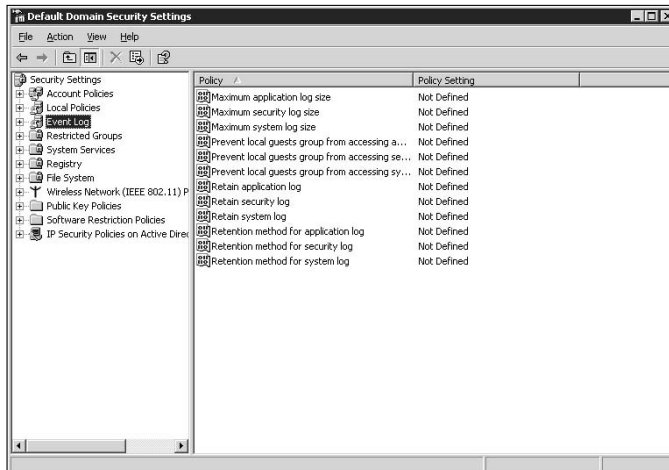 Default Domain Security Settings
File Action View Help
Security Settings
Account Policies
Local Policies
Event Log
Restricted Groups
System Services
Registry
File System
Wireless Network (IEEE 802.11) P
Public Key Policies
Software Restriction Policies
IP Security Policies on Active Direc
Policy Policy Setting
Maximum application log size Not Defined
Maximum security log size Not Defined
Maximum system log size Not Defined
Prevent local guests group from accessing a... Not Defined
Prevent local guests group from accessing se... Not Defined
Prevent local guests group from accessing sy... Not Defined
Retain application log Not Defined
Retain security log Not Defined
Retain system log Not Defined
Retention method for application log Not Defined
Retention method for security log Not Defined
Retention method for system log Not Defined